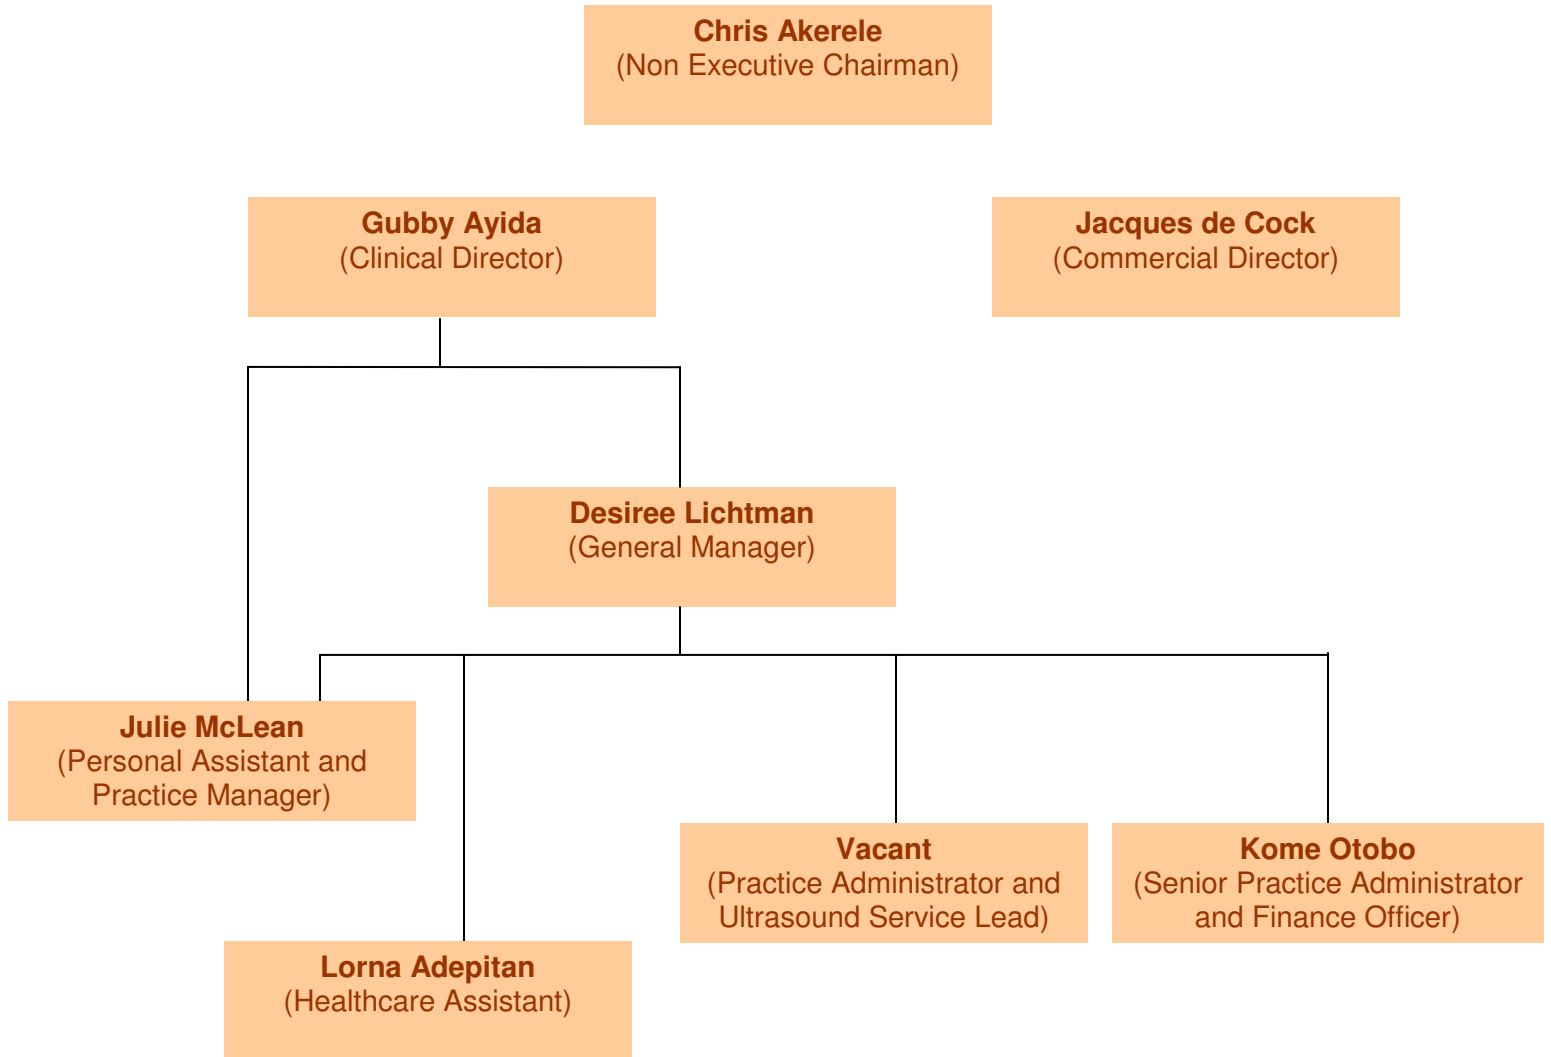 Chris Akerele
(Non Executive Chairman)
Gubby Ayida
(Clinical Director)
Jacques de Cock
(Commercial Director)
Desiree Lichtman
(General Manager)
Julie McLean
(Personal Assistant and
Practice Manager)
Vacant
(Practice Administrator and
Ultrasound Service Lead)
Kome Otobo
(Senior Practice Administrator
and Finance Officer)
Lorna Adepitan
(Healthcare Assistant)